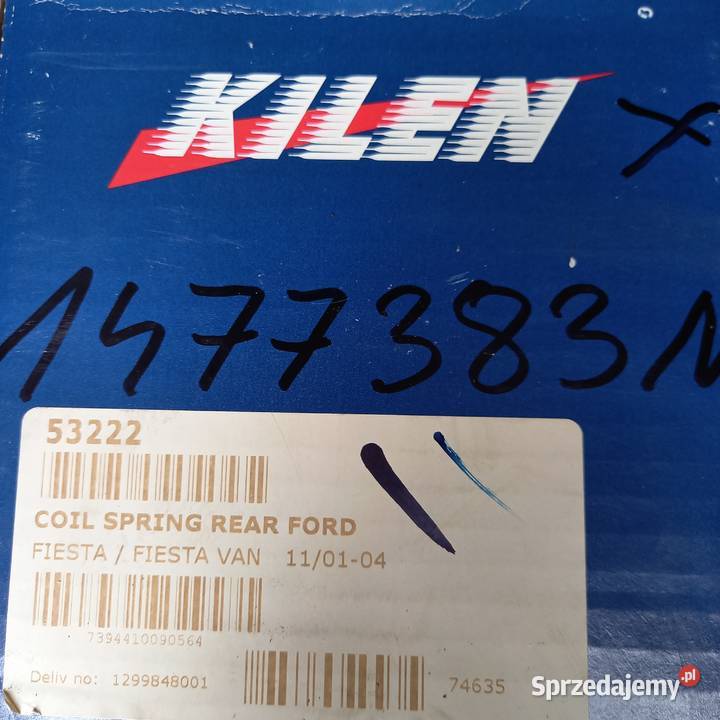 KILEN
X
1477383
53222
COIL SPRING REAR FORD
FIESTA / FIESTA VAN 11/01-04
7394410090564
Deliv no: 1299848001
74635
Sprzedajemy.pl